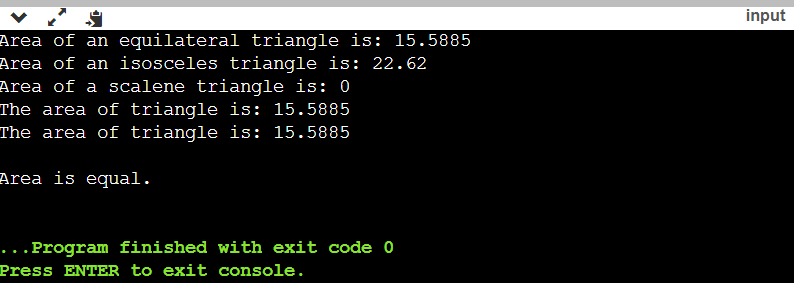 input
Area of an equilateral triangle is: 15.5885
Area of an isosceles triangle is: 22.62
Area of a scalene triangle is: 0
The area of triangle is: 15.5885
The area of triangle is: 15.5885
Area is equal.
...Program finished with exit code 0
Press ENTER to exit console.